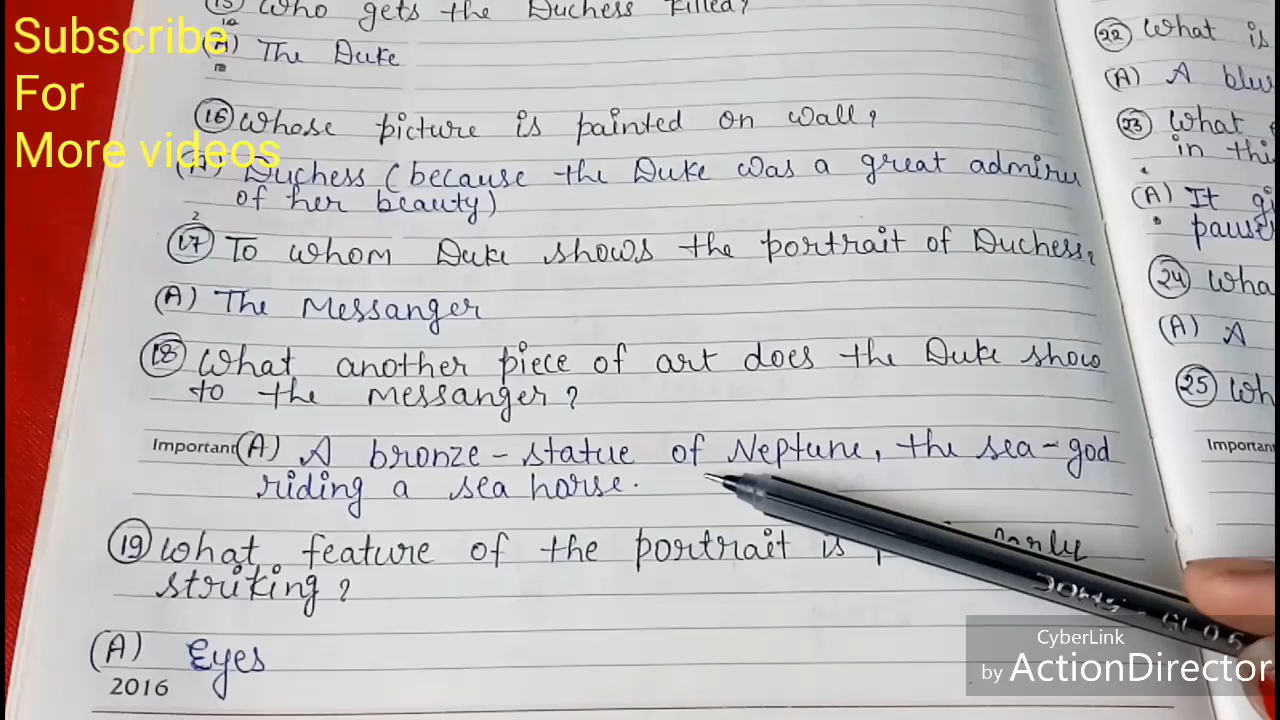 Subscribe
For
More videos
(15) Who gets the Duchess killed?
(A) The Duke
(16) Whose picture is painted on wall?
(A) Duchess (because the Duke was a great admirer
of her beauty)
(17) To whom Duke shows the portrait of Duchess?
(A) The Messanger
(18) What another piece of art does the Duke show
to the messanger?
Important (A) A bronze-statue of Neptune, the sea-god
riding a sea horse.
(19) What feature of the portrait is
striking?
(A) Eyes
2016
(22) What is
(A) A
(23) What
in
(A) It
(24)
(A) A
(25)
Important
CyberLink
by ActionDirector